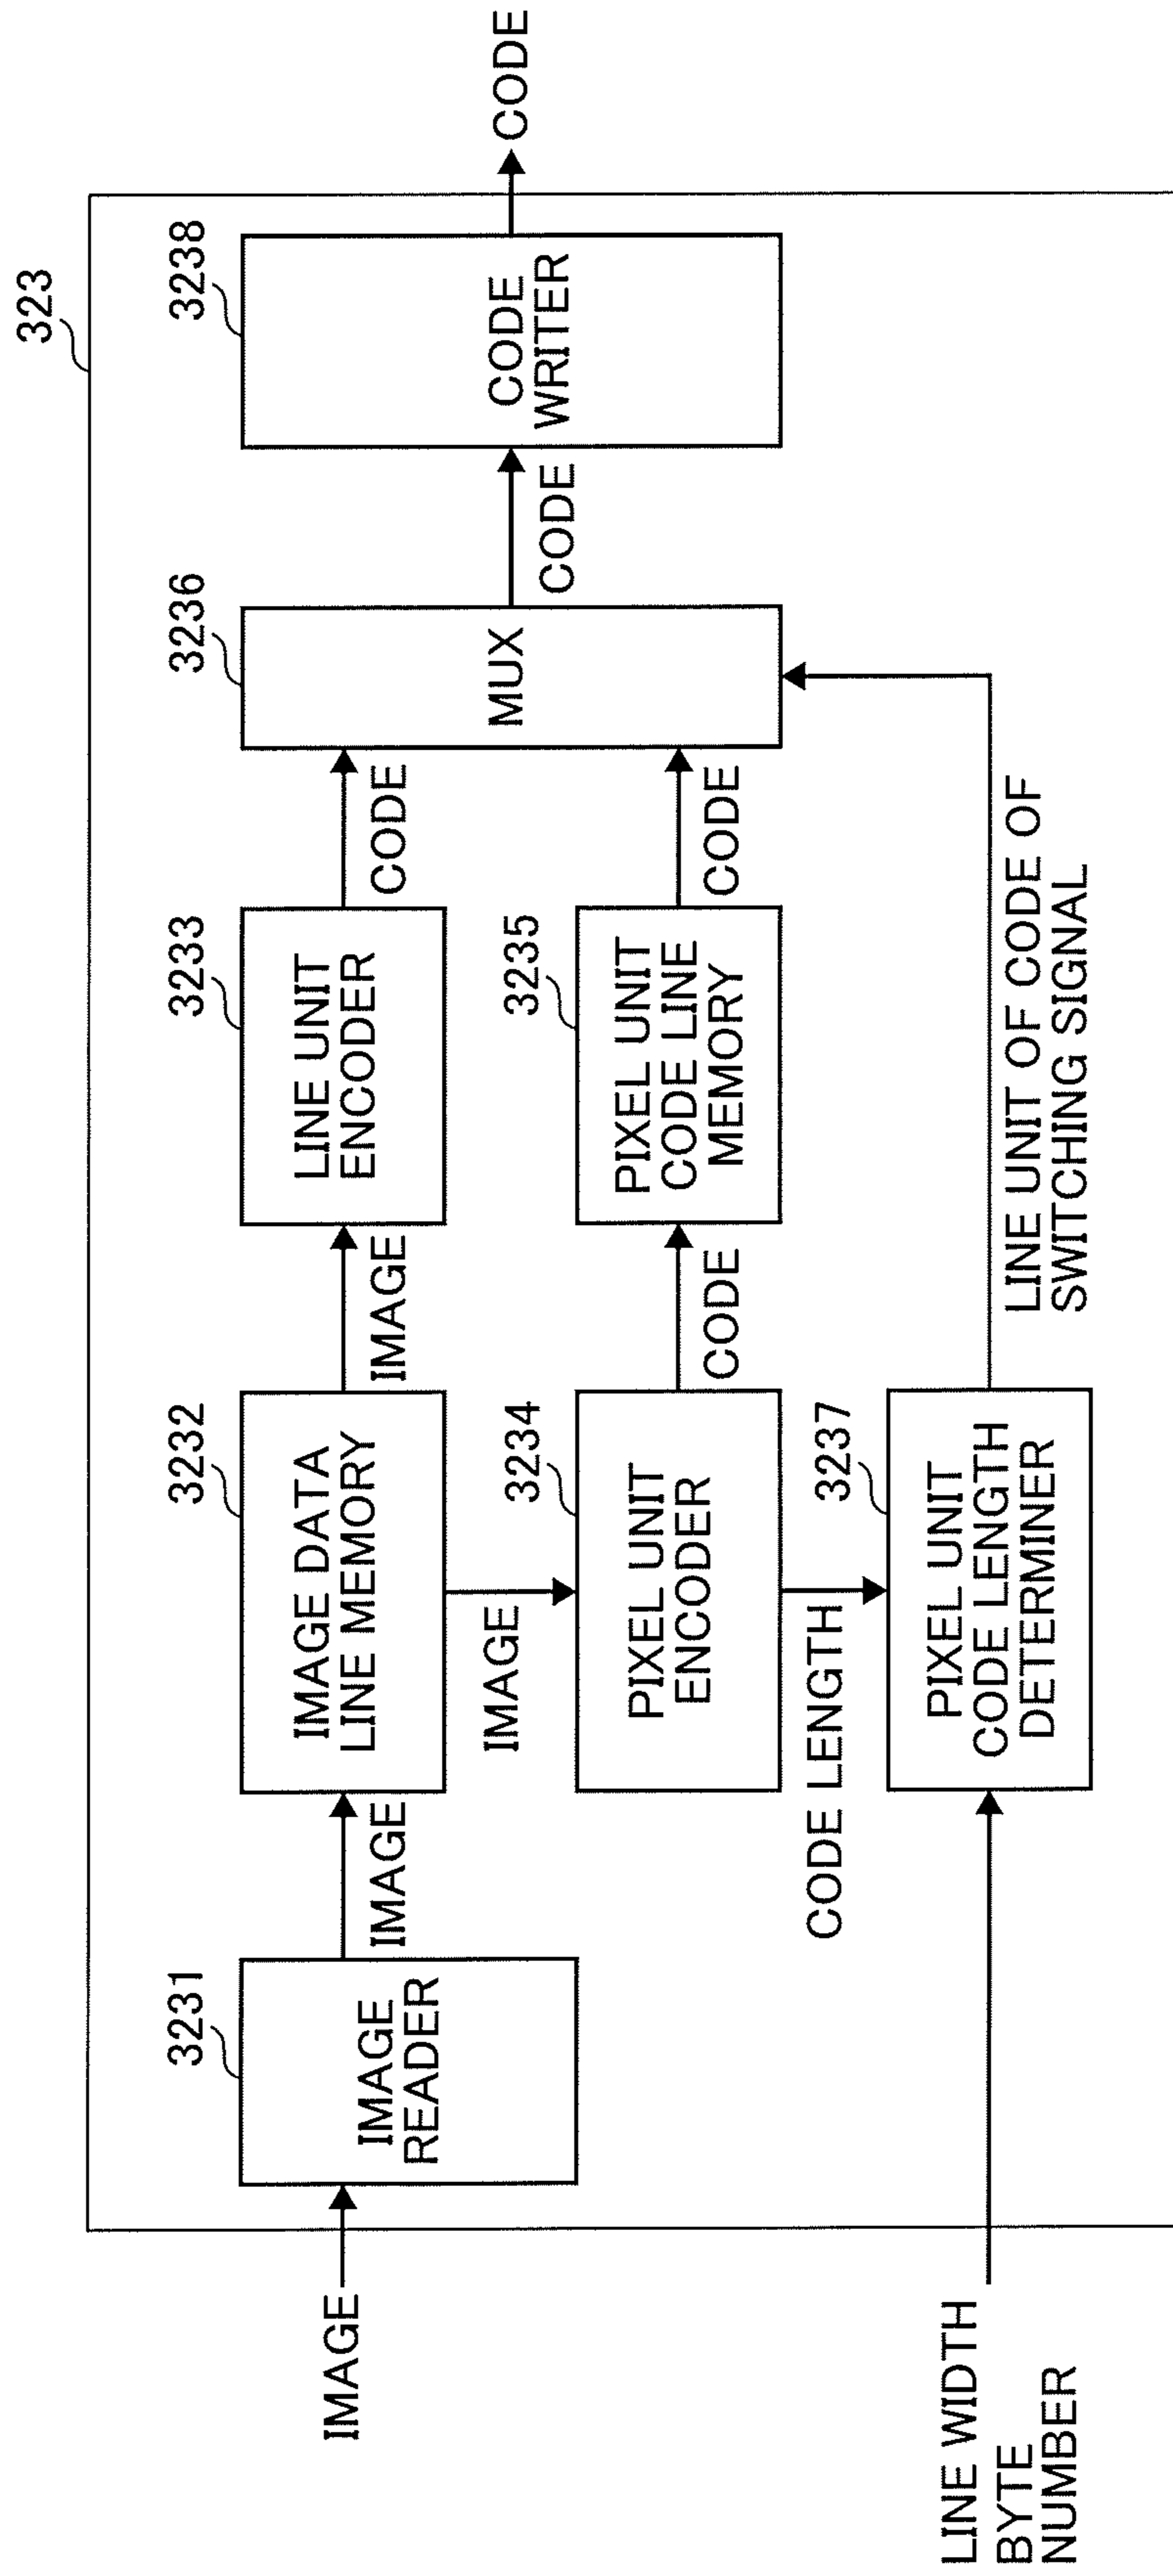 323
IMAGE
3231
IMAGE
READER
IMAGE
3232
IMAGE DATA
LINE MEMORY
IMAGE
3233
LINE UNIT
ENCODER
CODE
3236
MUX
CODE
3238
CODE
WRITER
CODE
IMAGE
3234
PIXEL UNIT
ENCODER
CODE
3235
PIXEL UNIT
CODE LINE
MEMORY
CODE
CODE LENGTH
LINE WIDTH
BYTE
NUMBER
3237
PIXEL UNIT
CODE LENGTH
DETERMINER
LINE UNIT OF CODE OF
SWITCHING SIGNAL